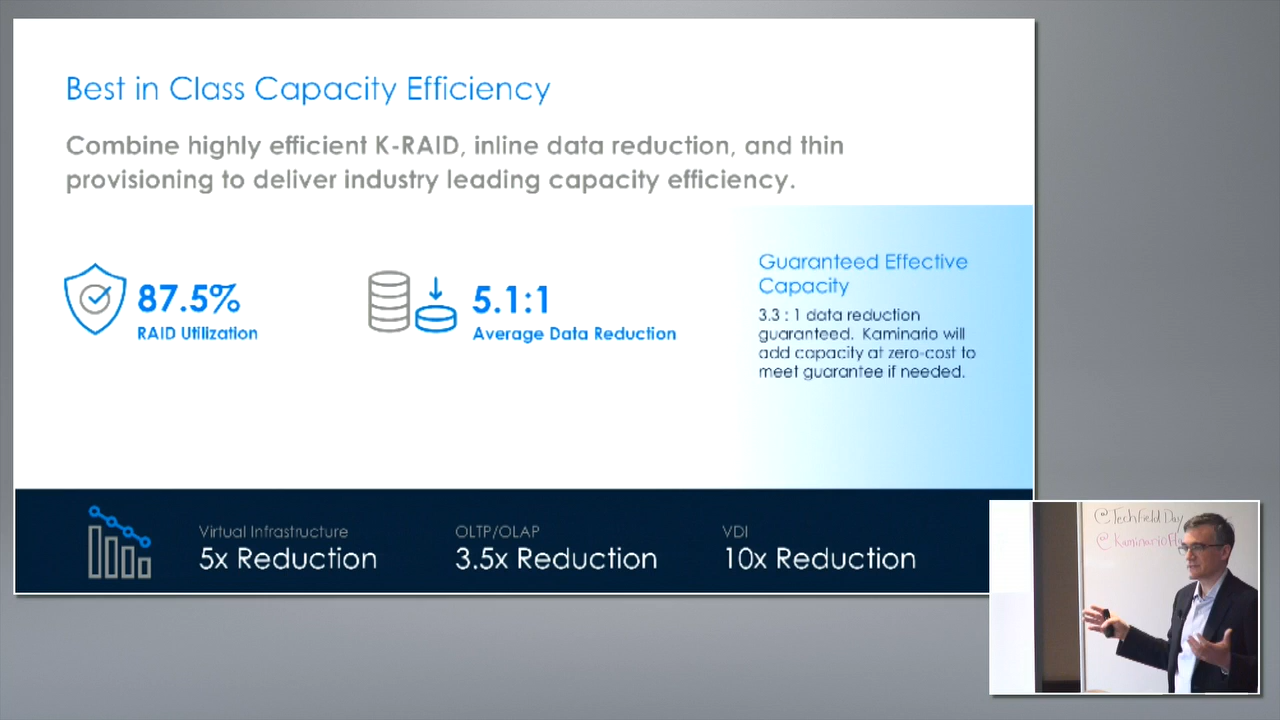 Best in Class Capacity Efficiency
Combine highly efficient K-RAID, inline data reduction, and thin
provisioning to deliver industry leading capacity efficiency.
87.5%
RAID Utilization
5.1:1
Average Data Reduction
Guaranteed Effective
Capacity
3.3 : 1 data reduction
guaranteed. Kaminario will
add capacity at zero-cost to
meet guarantee if needed.
Virtual Infrastructure
5x Reduction
OLTP/OLAP
3.5x Reduction
VDI
10x Reduction
@TechFieldDay